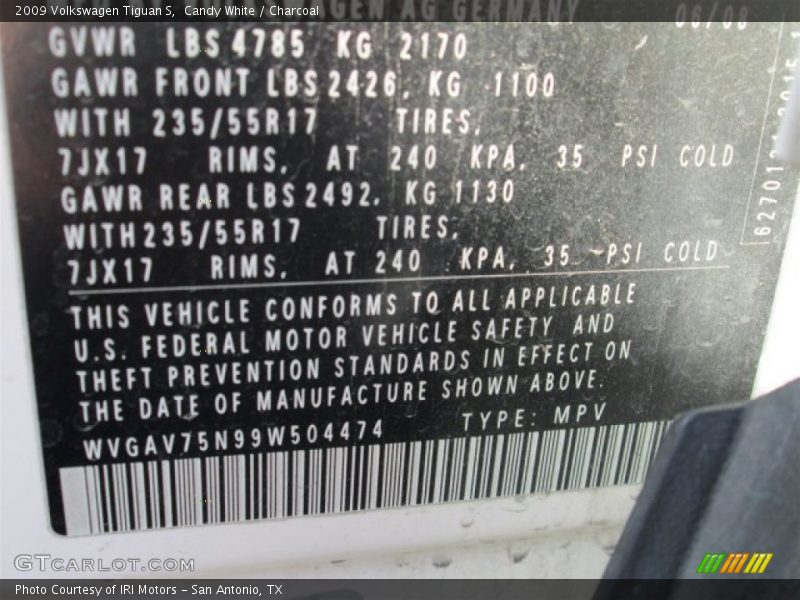 2009 Volkswagen Tiguan S, Candy White / Charcoal
GEN AG GERMANY
GVWR LBS 4785 KG 2170
GAWR FRONT LBS 2426, KG 1100
WITH 235/55R17 TIRES,
7JX17 RIMS, AT 240 KPA, 35 PSI COLD
GAWR REAR LBS 2492, KG 1130
WITH 235/55R17 TIRES,
7JX17 RIMS, AT 240 KPA, 35 PSI COLD
THIS VEHICLE CONFORMS TO ALL APPLICABLE
U.S. FEDERAL MOTOR VEHICLE SAFETY AND
THEFT PREVENTION STANDARDS IN EFFECT ON
THE DATE OF MANUFACTURE SHOWN ABOVE.
WVGAV75N99W504474 TYPE: MPV
GTCARLOT.COM
Photo Courtesy of IRI Motors – San Antonio, TX